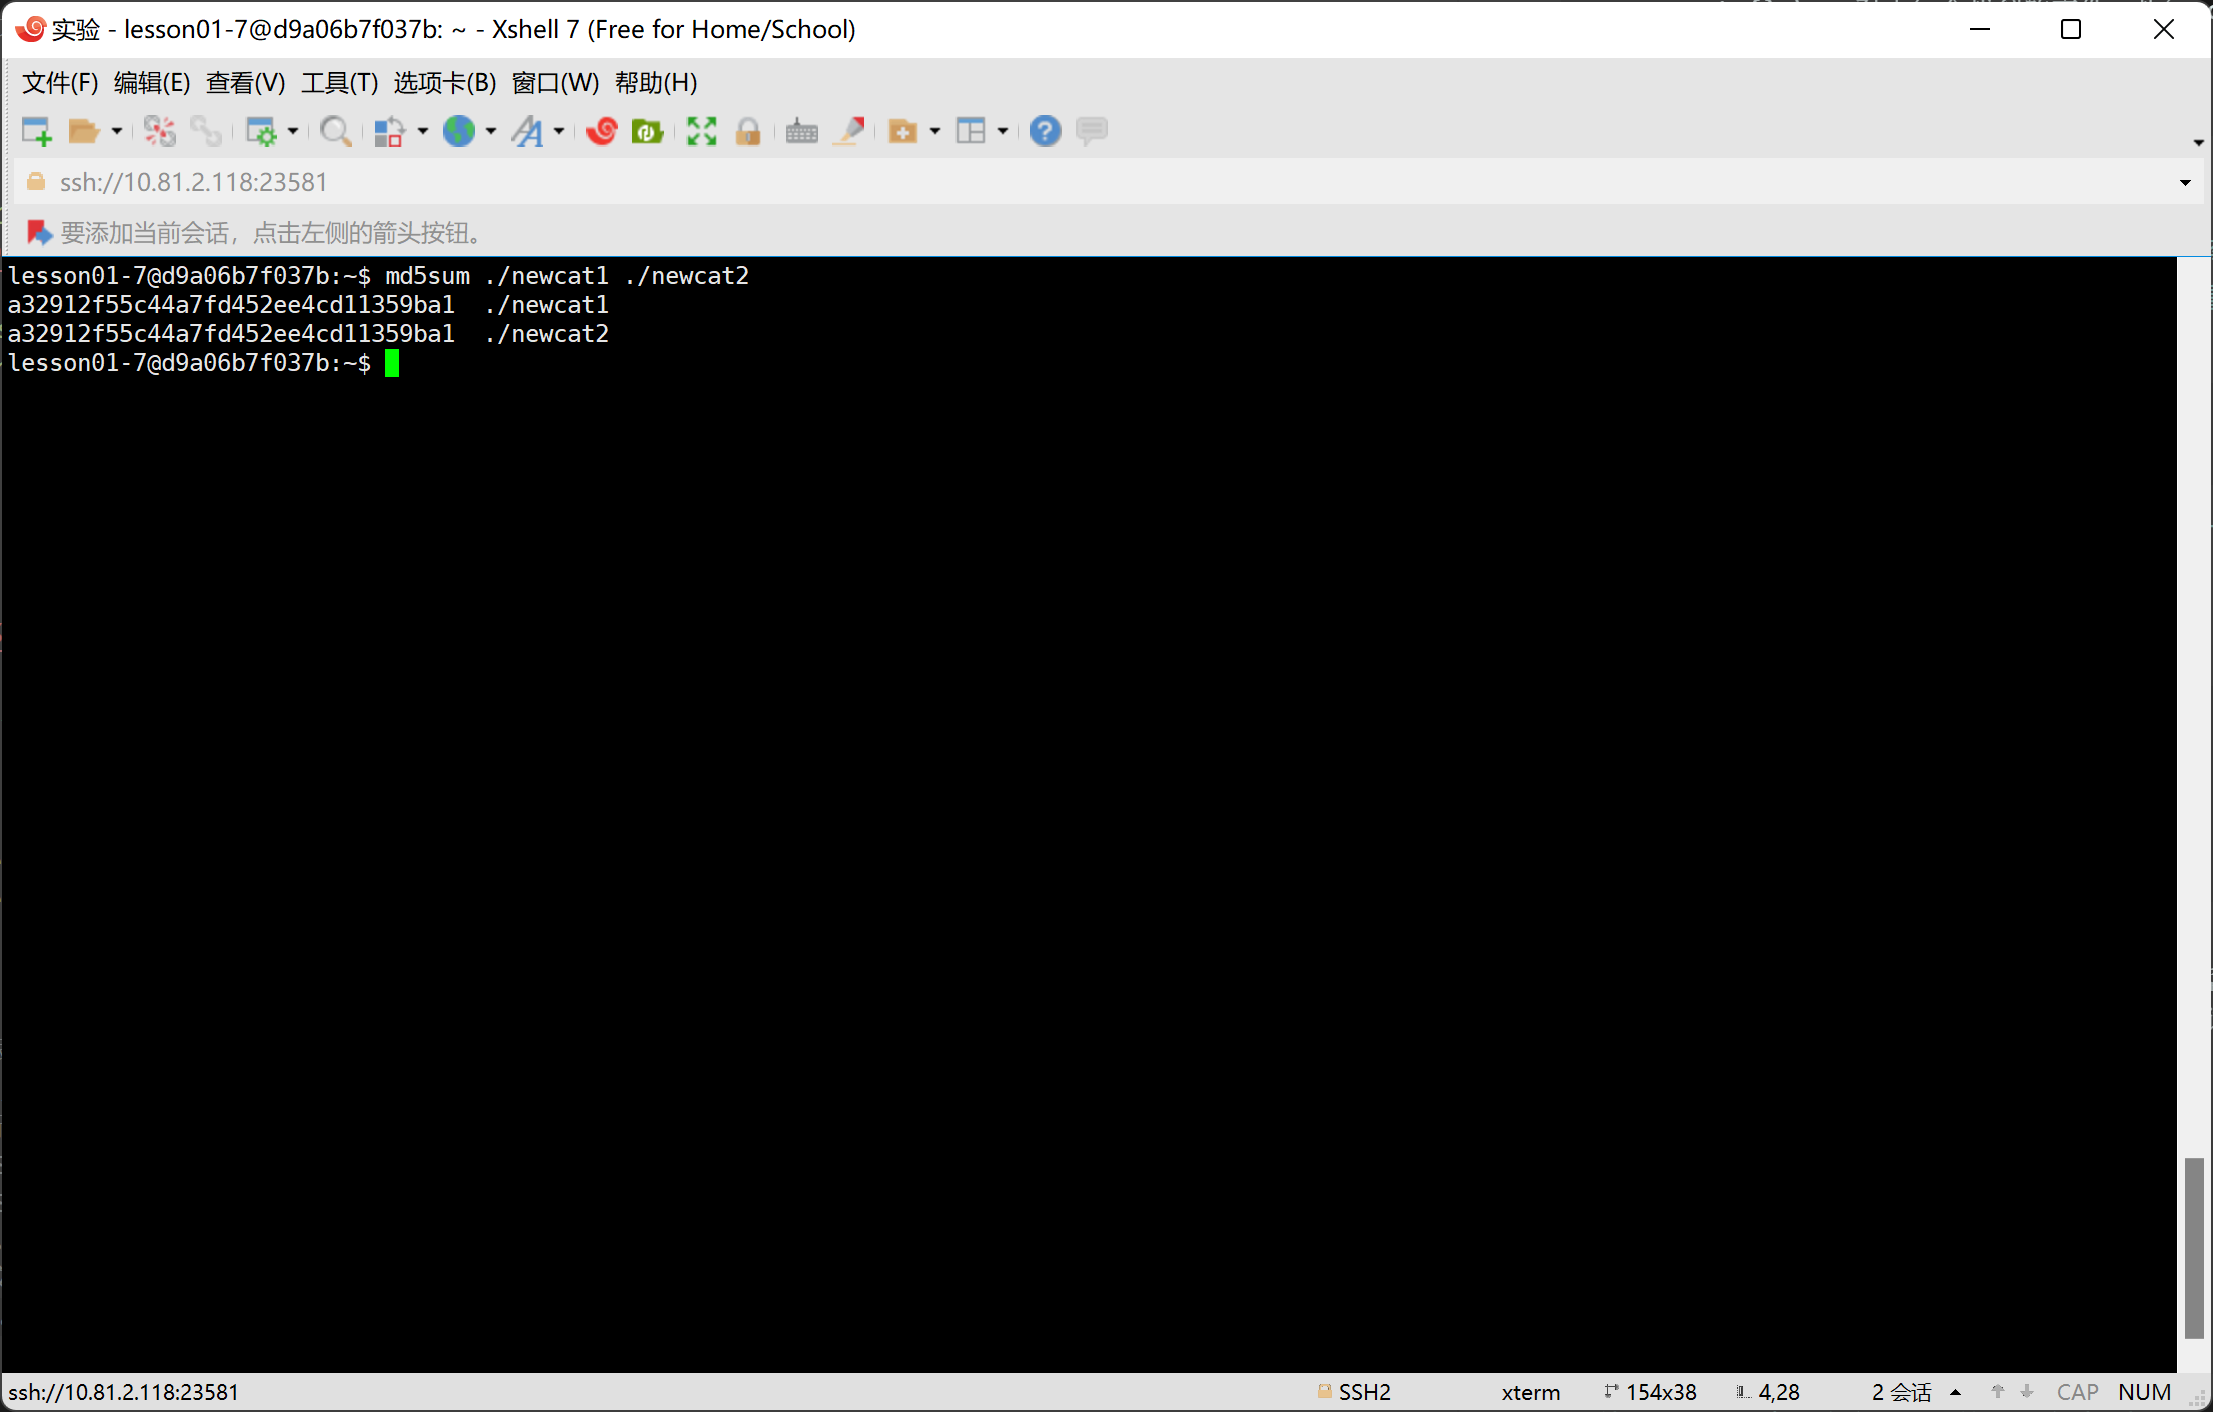 实验 - lesson01-7@d9a06b7f037b: ~ - Xshell 7 (Free for Home/School)
文件(F) 编辑(E) 查看(V) 工具(T) 选项卡(B) 窗口(W) 帮助(H)
ssh://10.81.2.118:23581
要添加当前会话，点击左侧的箭头按钮。
lesson01-7@d9a06b7f037b:~$ md5sum ./newcat1 ./newcat2
a32912f55c44a7fd452ee4cd11359ba1  ./newcat1
a32912f55c44a7fd452ee4cd11359ba1  ./newcat2
lesson01-7@d9a06b7f037b:~$
ssh://10.81.2.118:23581 SSH2 xterm 154x38 4,28 2 会话 CAP NUM